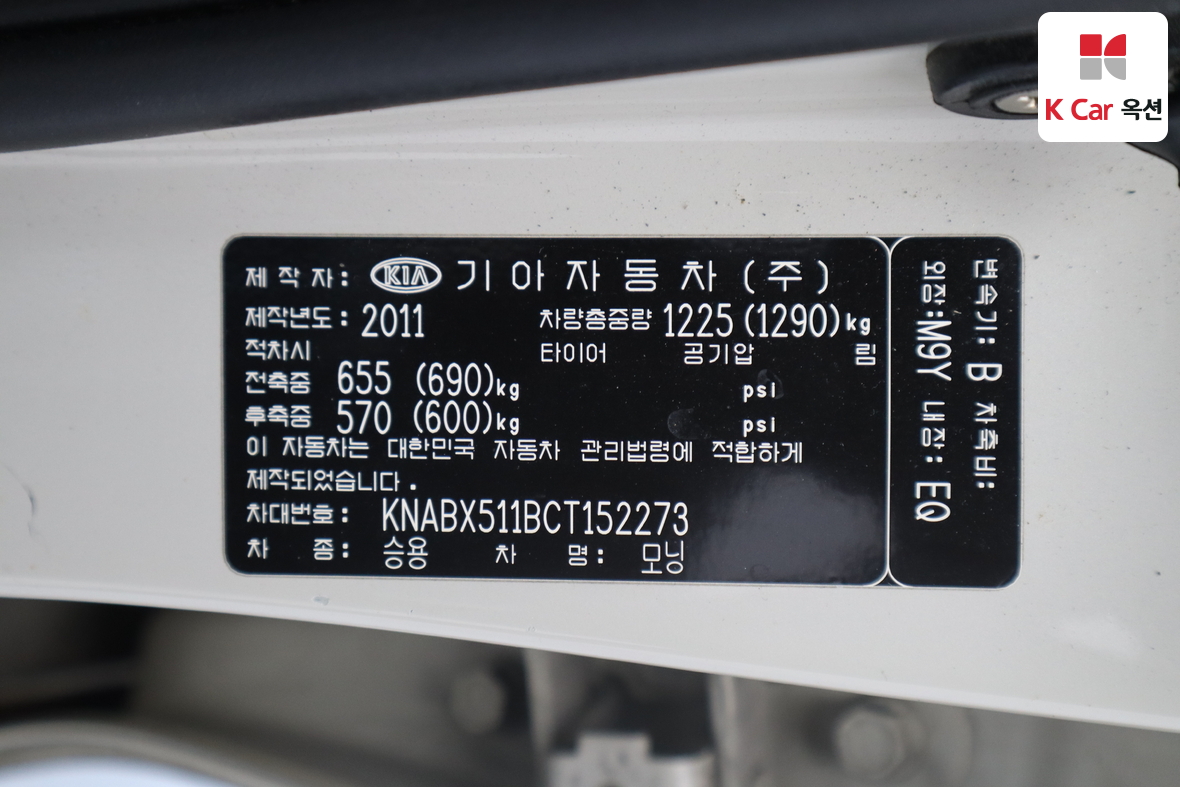 K Car 옥션
제 작 자 : KIA 기 아 자 동 차 ( 주 )
제작년도 : 2011 차량총중량 1225 (1290)kg
적차시 타이어 공기압 림
전축중 655 (690)kg psi
후축중 570 (600)kg psi
이 자동차는 대한민국 자동차 관리법령에 적합하게
제작되었습니다 .
차대번호 : KNABX511BCT152273
차 종 : 승용 차 명 : 모닝
변속기: B 차축비:
외장:M9Y 내장: EQ